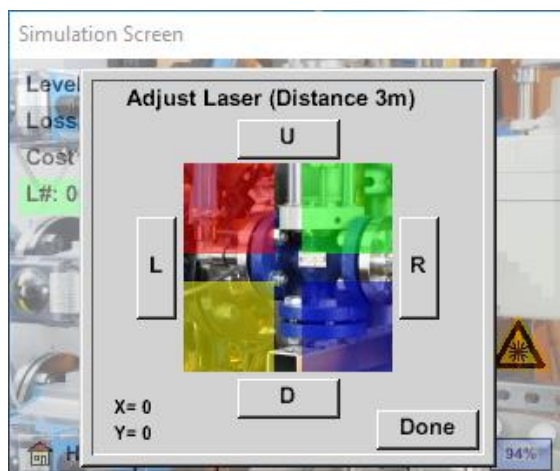 Simulation Screen
Level
Loss
Cost
L#: 0
Adjust Laser (Distance 3m)
U
L
R
D
X= 0
Y= 0
Done
H
94%